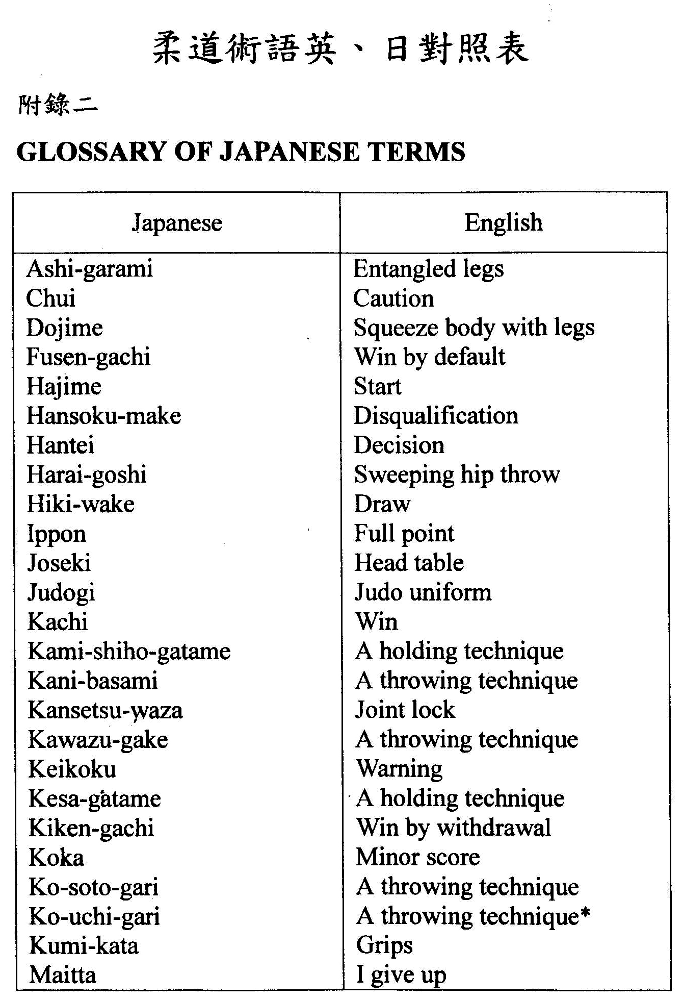 柔道術語英、日對照表
附錄二
GLOSSARY OF JAPANESE TERMS
Japanese English
Ashi-garami Entangled legs
Chui Caution
Dojime Squeeze body with legs
Fusen-gachi Win by default
Hajime Start
Hansoku-make Disqualification
Hantei Decision
Harai-goshi Sweeping hip throw
Hiki-wake Draw
Ippon Full point
Joseki Head table
Judogi Judo uniform
Kachi Win
Kami-shiho-gatame A holding technique
Kani-basami A throwing technique
Kansetsu-waza Joint lock
Kawazu-gake A throwing technique
Keikoku Warning
Kesa-gatame A holding technique
Kiken-gachi Win by withdrawal
Koka Minor score
Ko-soto-gari A throwing technique
Ko-uchi-gari A throwing technique*
Kumi-kata Grips
Maitta I give up